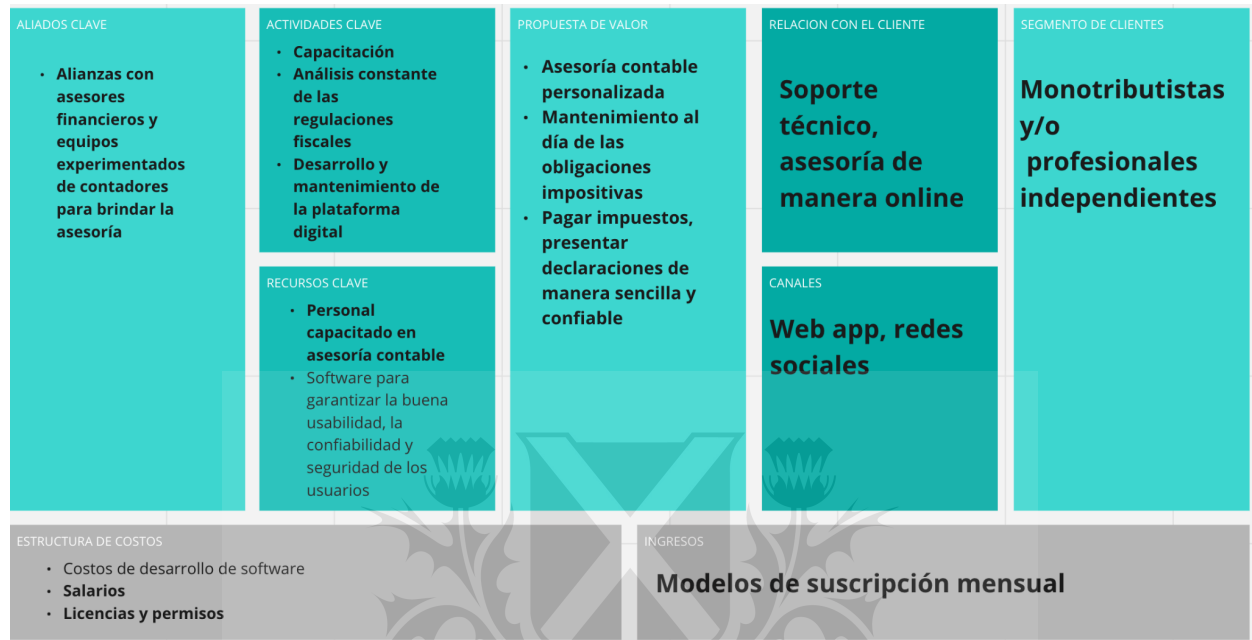 ALIADOS CLAVE
• Alianzas con
asesores
financieros y
equipos
experimentados
de contadores
para brindar la
asesoría
ACTIVIDADES CLAVE
• Capacitación
• Análisis constante
de las
regulaciones
fiscales
• Desarrollo y
mantenimiento de
la plataforma
digital
RECURSOS CLAVE
• Personal
capacitado en
asesoría contable
• Software para
garantizar la buena
usabilidad, la
confiabilidad y
seguridad de los
usuarios
PROPUESTA DE VALOR
• Asesoría contable
personalizada
• Mantenimiento al
día de las
obligaciones
impositivas
• Pagar impuestos,
presentar
declaraciones de
manera sencilla y
confiable
RELACION CON EL CLIENTE
Soporte
técnico,
asesoría de
manera online
CANALES
Web app, redes
sociales
SEGMENTO DE CLIENTES
Monotributistas
y/o
profesionales
independientes
ESTRUCTURA DE COSTOS
• Costos de desarrollo de software
• Salarios
• Licencias y permisos
INGRESOS
Modelos de suscripción mensual